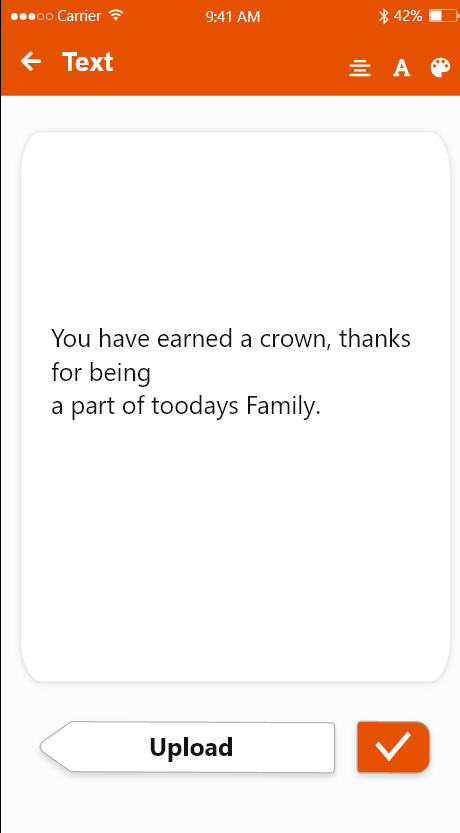 Carrier 9:41 AM 42%
Text A
You have earned a crown, thanks
for being
a part of toodays Family.
Upload